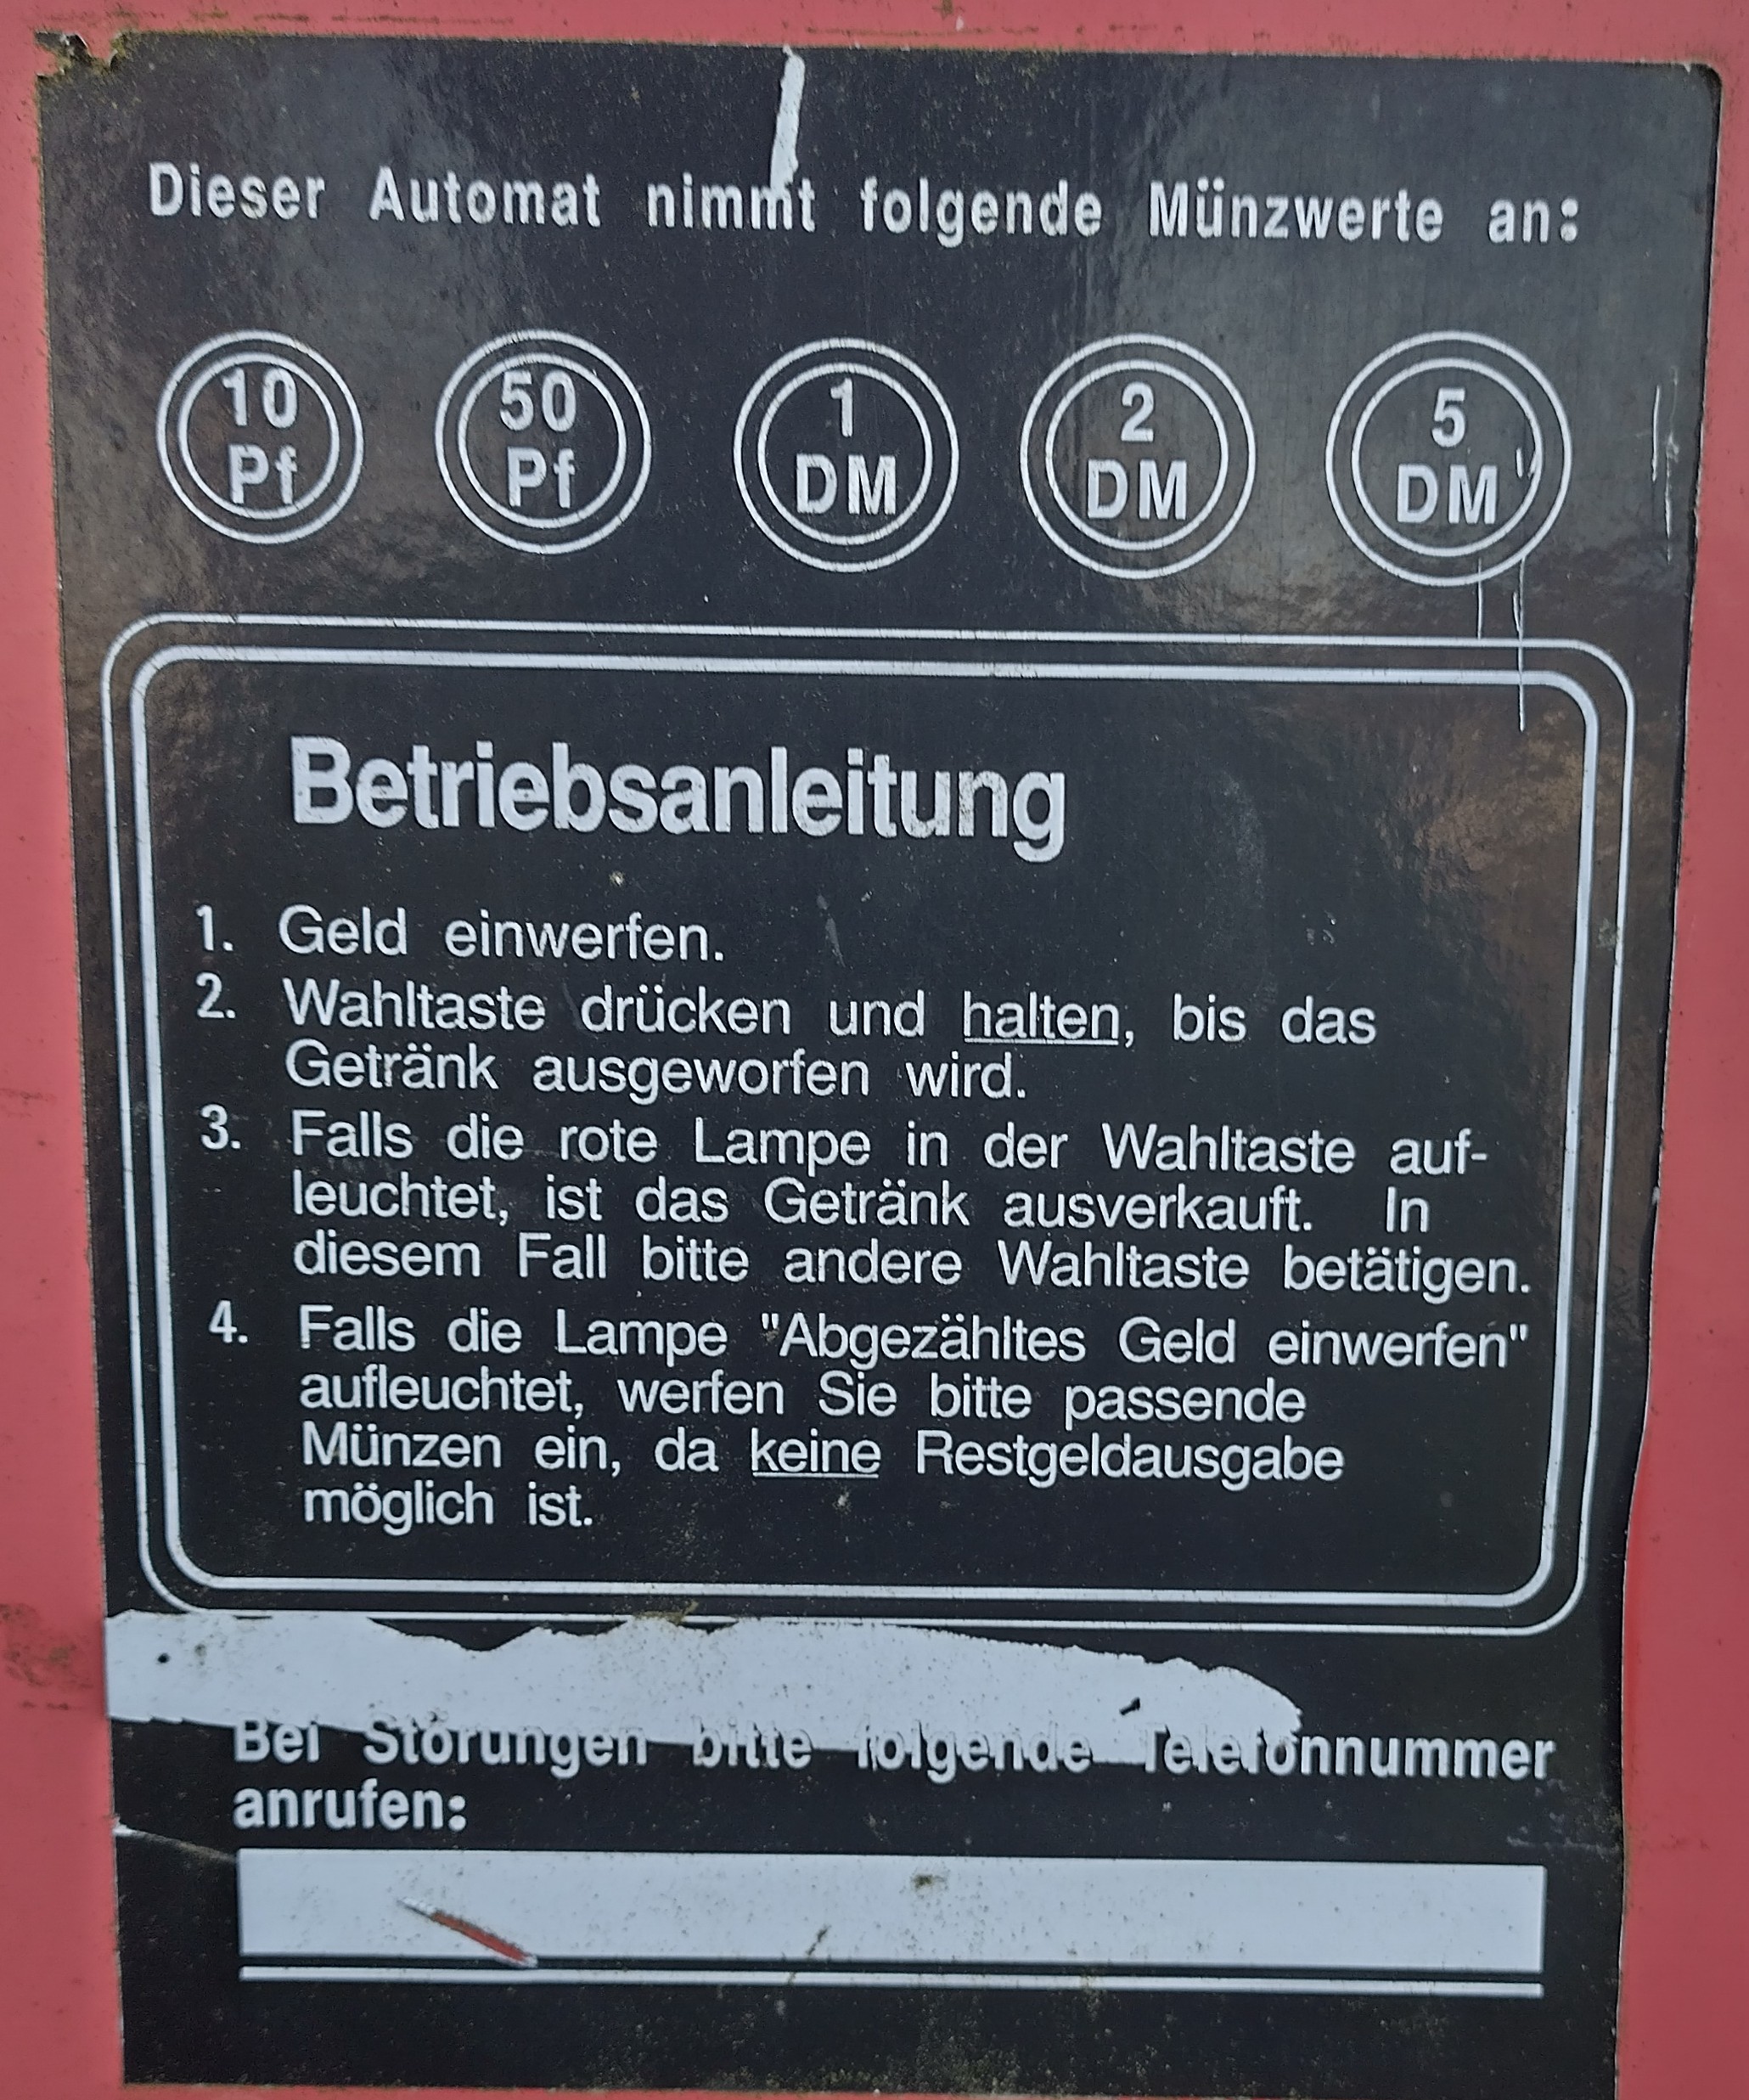 Dieser Automat nimmt folgende Münzwerte an:
10 Pf 50 Pf 1 DM 2 DM 5 DM
Betriebsanleitung
1. Geld einwerfen.
2. Wahltaste drücken und halten, bis das
Getränk ausgeworfen wird.
3. Falls die rote Lampe in der Wahltaste auf-
leuchtet, ist das Getränk ausverkauft. In
diesem Fall bitte andere Wahltaste betätigen.
4. Falls die Lampe "Abgezähltes Geld einwerfen"
aufleuchtet, werfen Sie bitte passende
Münzen ein, da keine Restgeldausgabe
möglich ist.
Bei Störungen bitte folgende Telefonnummer
anrufen: